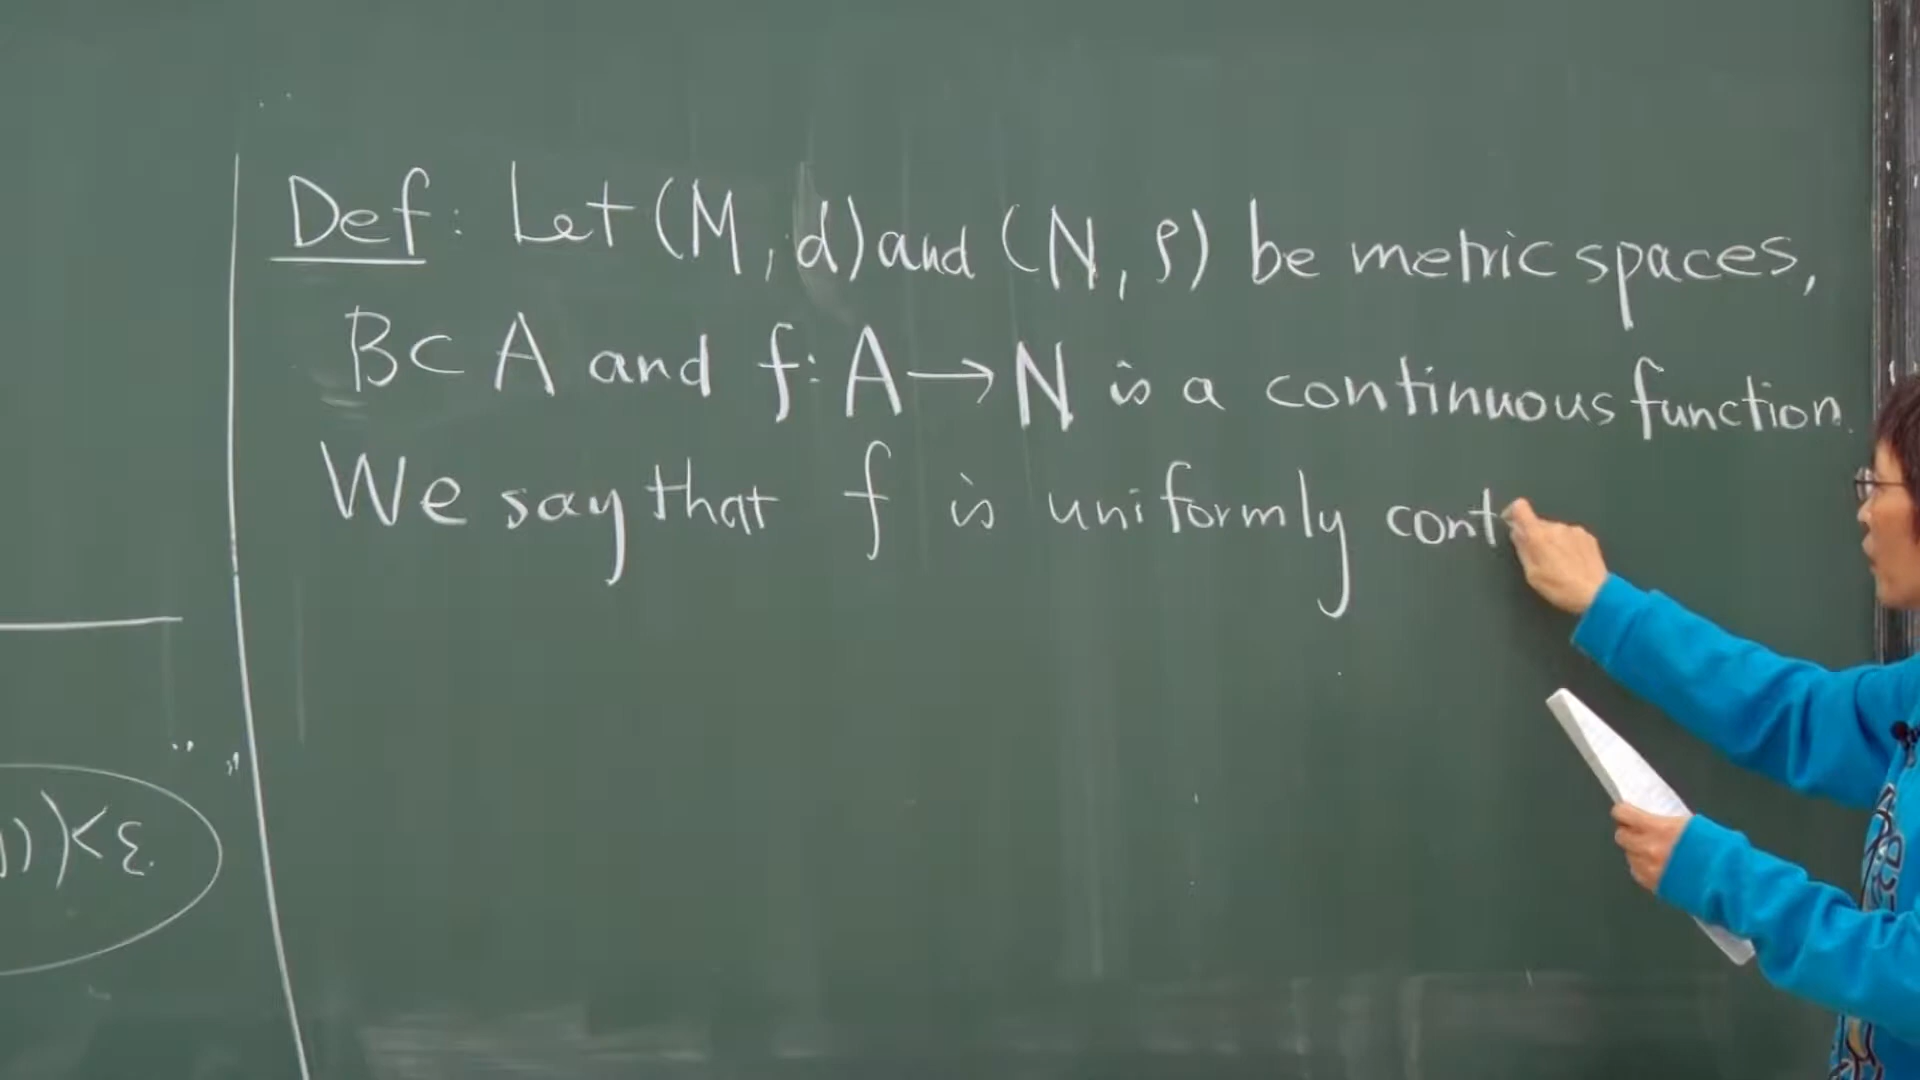 Def: Let (M, d) and (N, ρ) be metric spaces,
B⊂A and f: A→N is a continuous function.
We say that f is uniformly cont
))<ε.